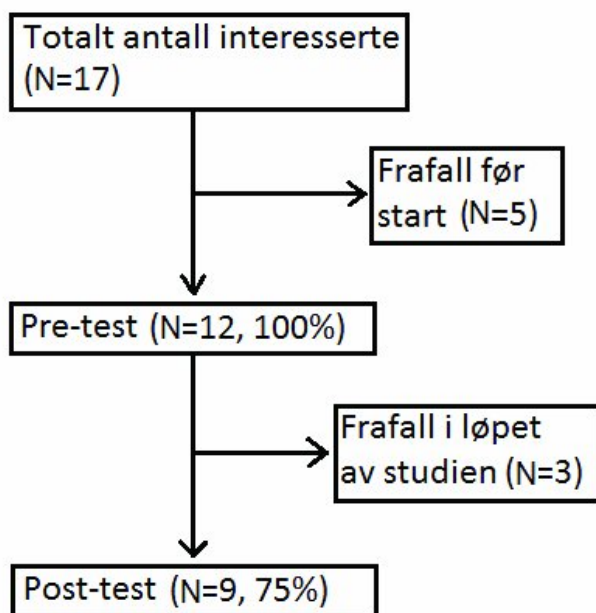 Totalt antall interesserte
(N=17)
Frafall før
start (N=5)
Pre-test (N=12, 100%)
Frafall i løpet
av studien (N=3)
Post-test (N=9, 75%)